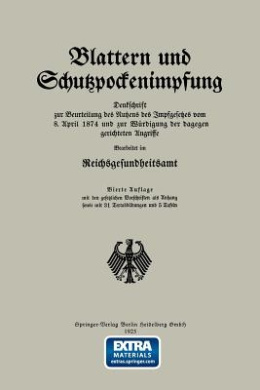 Blattern und
Schutzpockenimpfung
Denkschrift
zur Beurteilung des Nutzens des Impfgesetzes vom
8. April 1874 und zur Würdigung der dagegen
gerichteten Angriffe
Bearbeitet im
Reichsgesundheitsamt
Vierte Auflage
mit den gesetzlichen Vorschriften als Anhang
sowie mit 31 Textabbildungen und 5 Tafeln
Springer-Verlag Berlin Heidelberg GmbH
1925
EXTRA
MATERIALS
extras.springer.com